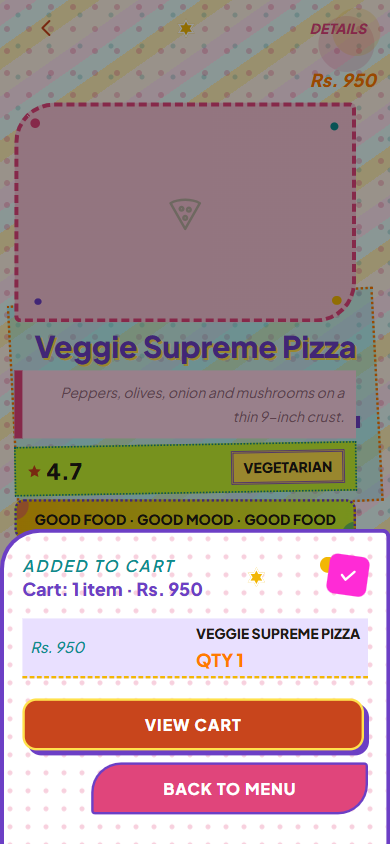 DETAILS
Rs. 950
Veggie Supreme Pizza
Peppers, olives, onion and mushrooms on a
thin 9-inch crust.
4.7
VEGETARIAN
GOOD FOOD · GOOD MOOD · GOOD FOOD
ADDED TO CART
Cart: 1 item · Rs. 950
Rs. 950
VEGGIE SUPREME PIZZA
QTY 1
VIEW CART
BACK TO MENU